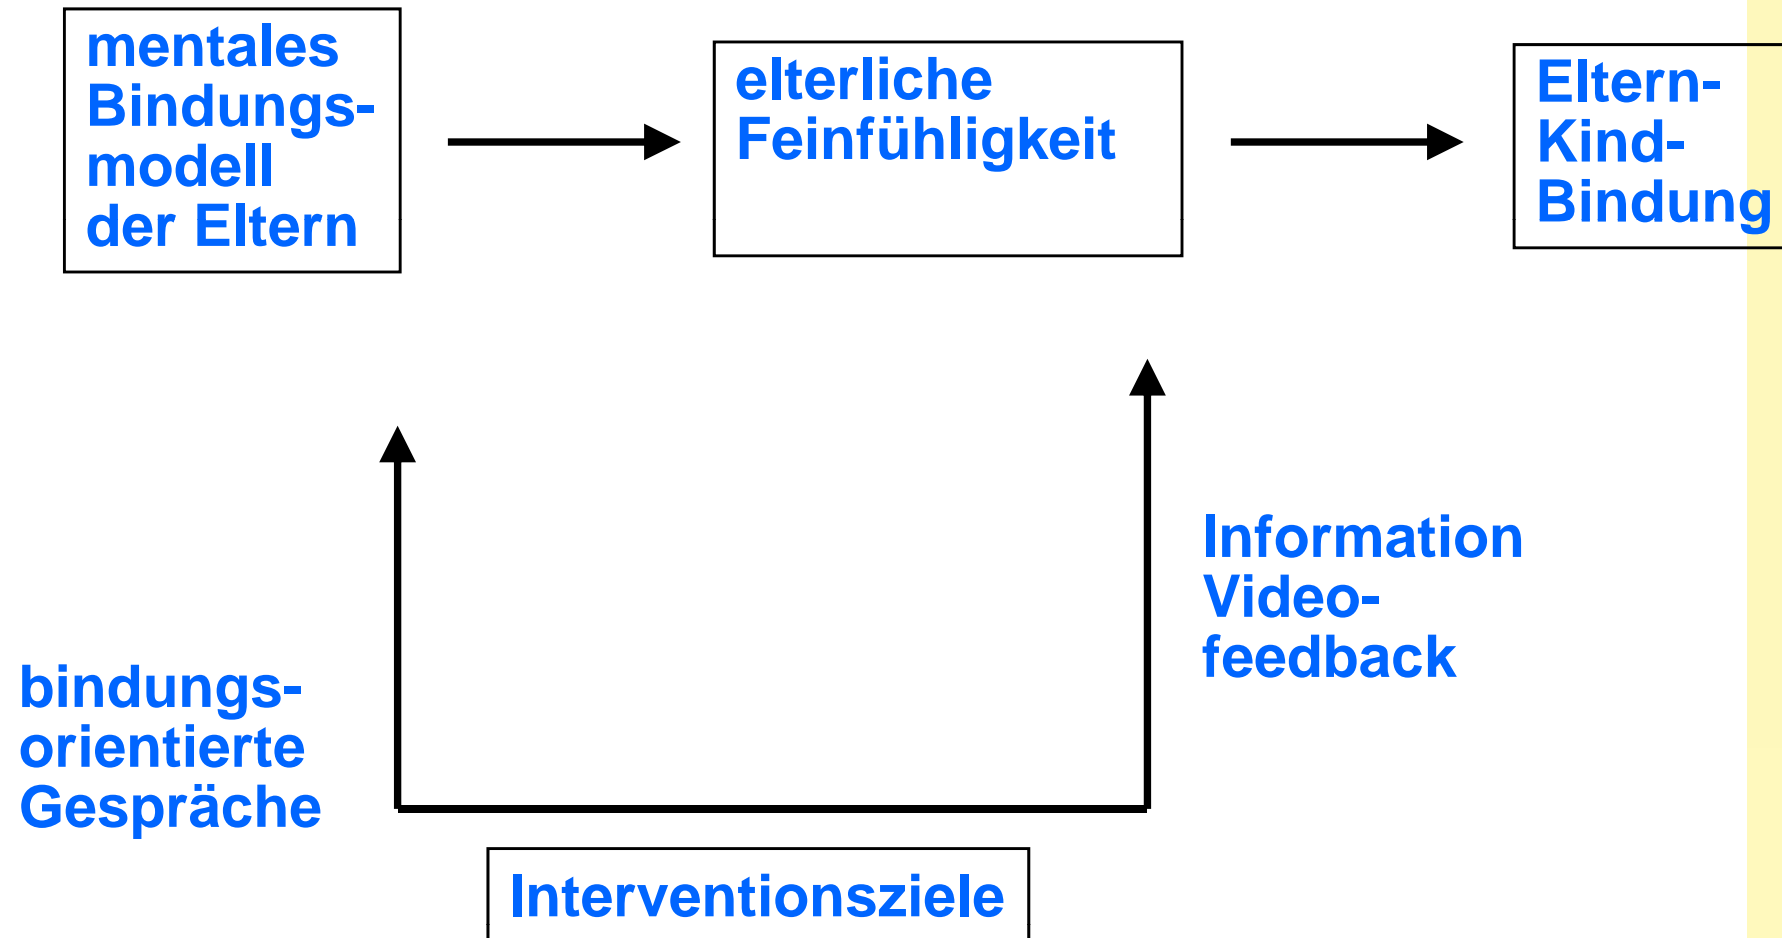 mentales
Bindungs-
modell
der Eltern
elterliche
Feinfühligkeit
Eltern-
Kind-
Bindung
Information
Video-
feedback
bindungs-
orientierte
Gespräche
Interventionsziele